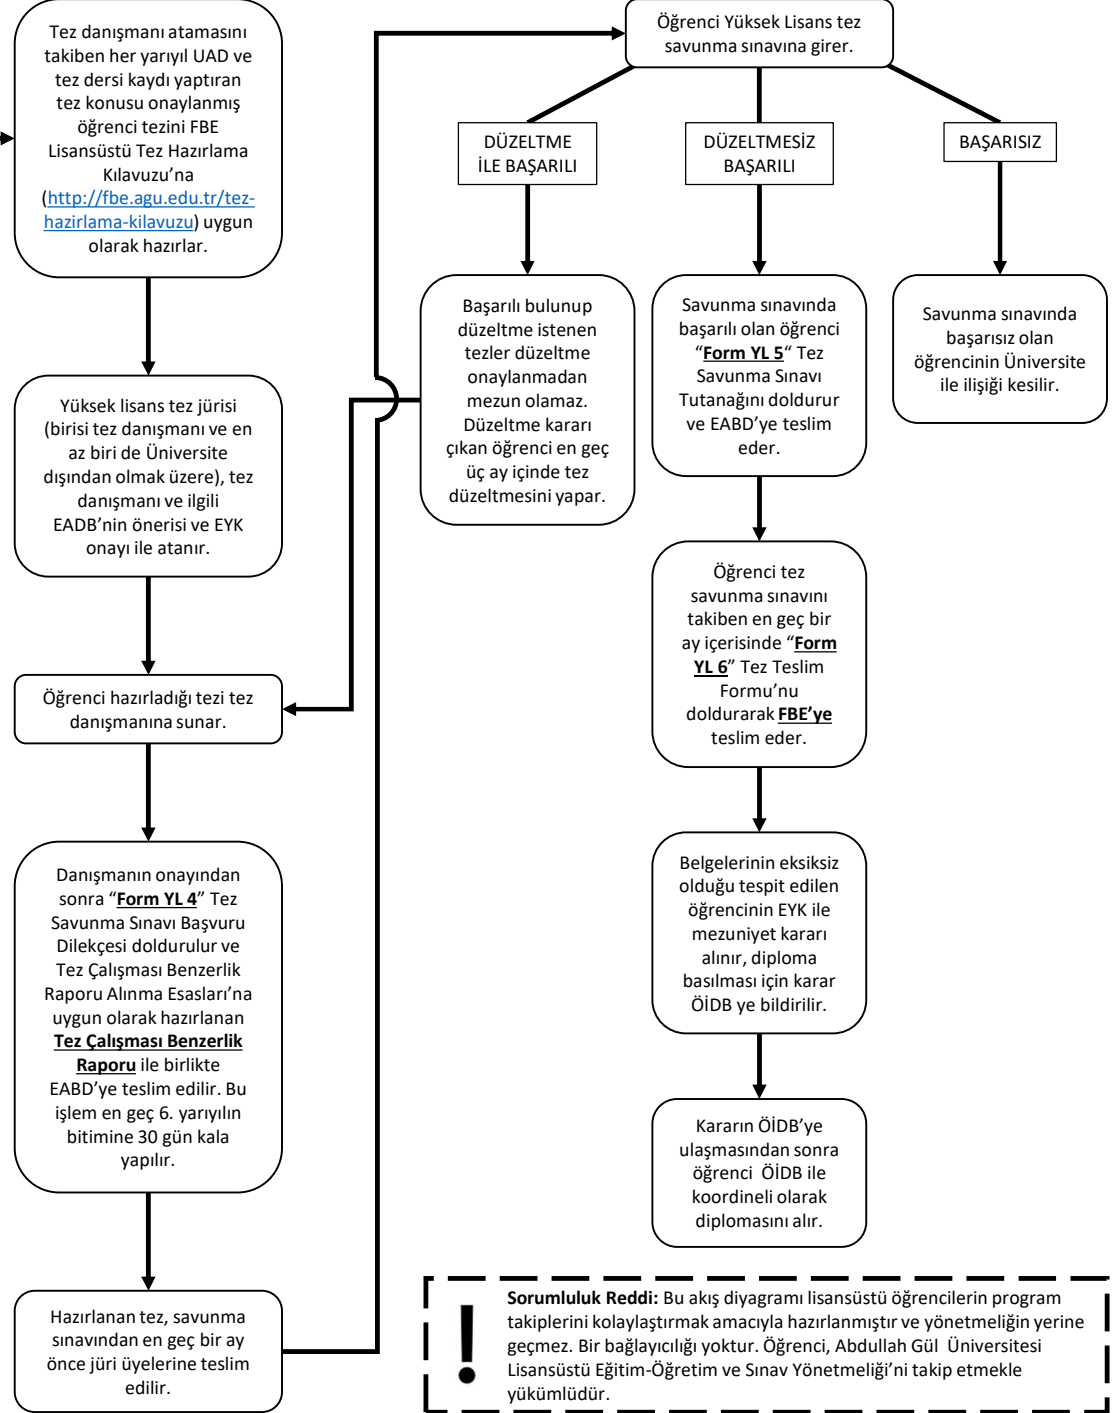 Tez danışmanı atamasını
takiben her yarıyıl UAD ve
tez dersi kaydı yaptıran
tez konusu onaylanmış
öğrenci tezini FBE
Lisansüstü Tez Hazırlama
Kılavuzu’na
(http://fbe.agu.edu.tr/tez-
hazirlama-kilavuzu) uygun
olarak hazırlar.
Yüksek lisans tez jürisi
(birisi tez danışmanı ve en
az biri de Üniversite
dışından olmak üzere), tez
danışmanı ve ilgili
EADB’nin önerisi ve EYK
onayı ile atanır.
Öğrenci hazırladığı tezi tez
danışmanına sunar.
Danışmanın onayından
sonra “Form YL 4” Tez
Savunma Sınavı Başvuru
Dilekçesi doldurulur ve
Tez Çalışması Benzerlik
Raporu Alınma Esasları’na
uygun olarak hazırlanan
Tez Çalışması Benzerlik
Raporu ile birlikte
EABD’ye teslim edilir. Bu
işlem en geç 6. yarıyılın
bitimine 30 gün kala
yapılır.
Hazırlanan tez, savunma
sınavından en geç bir ay
önce jüri üyelerine teslim
edilir.
Öğrenci Yüksek Lisans tez
savunma sınavına girer.
DÜZELTME
İLE BAŞARILI
DÜZELTMESİZ
BAŞARILI
BAŞARISIZ
Başarılı bulunup
düzeltme istenen
tezler düzeltme
onaylanmadan
mezun olamaz.
Düzeltme kararı
çıkan öğrenci en geç
üç ay içinde tez
düzeltmesini yapar.
Savunma sınavında
başarılı olan öğrenci
“Form YL 5“ Tez
Savunma Sınavı
Tutanağını doldurur
ve EABD’ye teslim
eder.
Savunma sınavında
başarısız olan
öğrencinin Üniversite
ile ilişiği kesilir.
Öğrenci tez
savunma sınavını
takiben en geç bir
ay içerisinde “Form
YL 6” Tez Teslim
Formu’nu
doldurarak FBE’ye
teslim eder.
Belgelerinin eksiksiz
olduğu tespit edilen
öğrencinin EYK ile
mezuniyet kararı
alınır, diploma
basılması için karar
ÖİDB ye bildirilir.
Kararın ÖİDB’ye
ulaşmasından sonra
öğrenci ÖİDB ile
koordineli olarak
diplomasını alır.
! Sorumluluk Reddi: Bu akış diyagramı lisansüstü öğrencilerin program
takiplerini kolaylaştırmak amacıyla hazırlanmıştır ve yönetmeliğin yerine
geçmez. Bir bağlayıcılığı yoktur. Öğrenci, Abdullah Gül Üniversitesi
Lisansüstü Eğitim-Öğretim ve Sınav Yönetmeliği’ni takip etmekle
yükümlüdür.